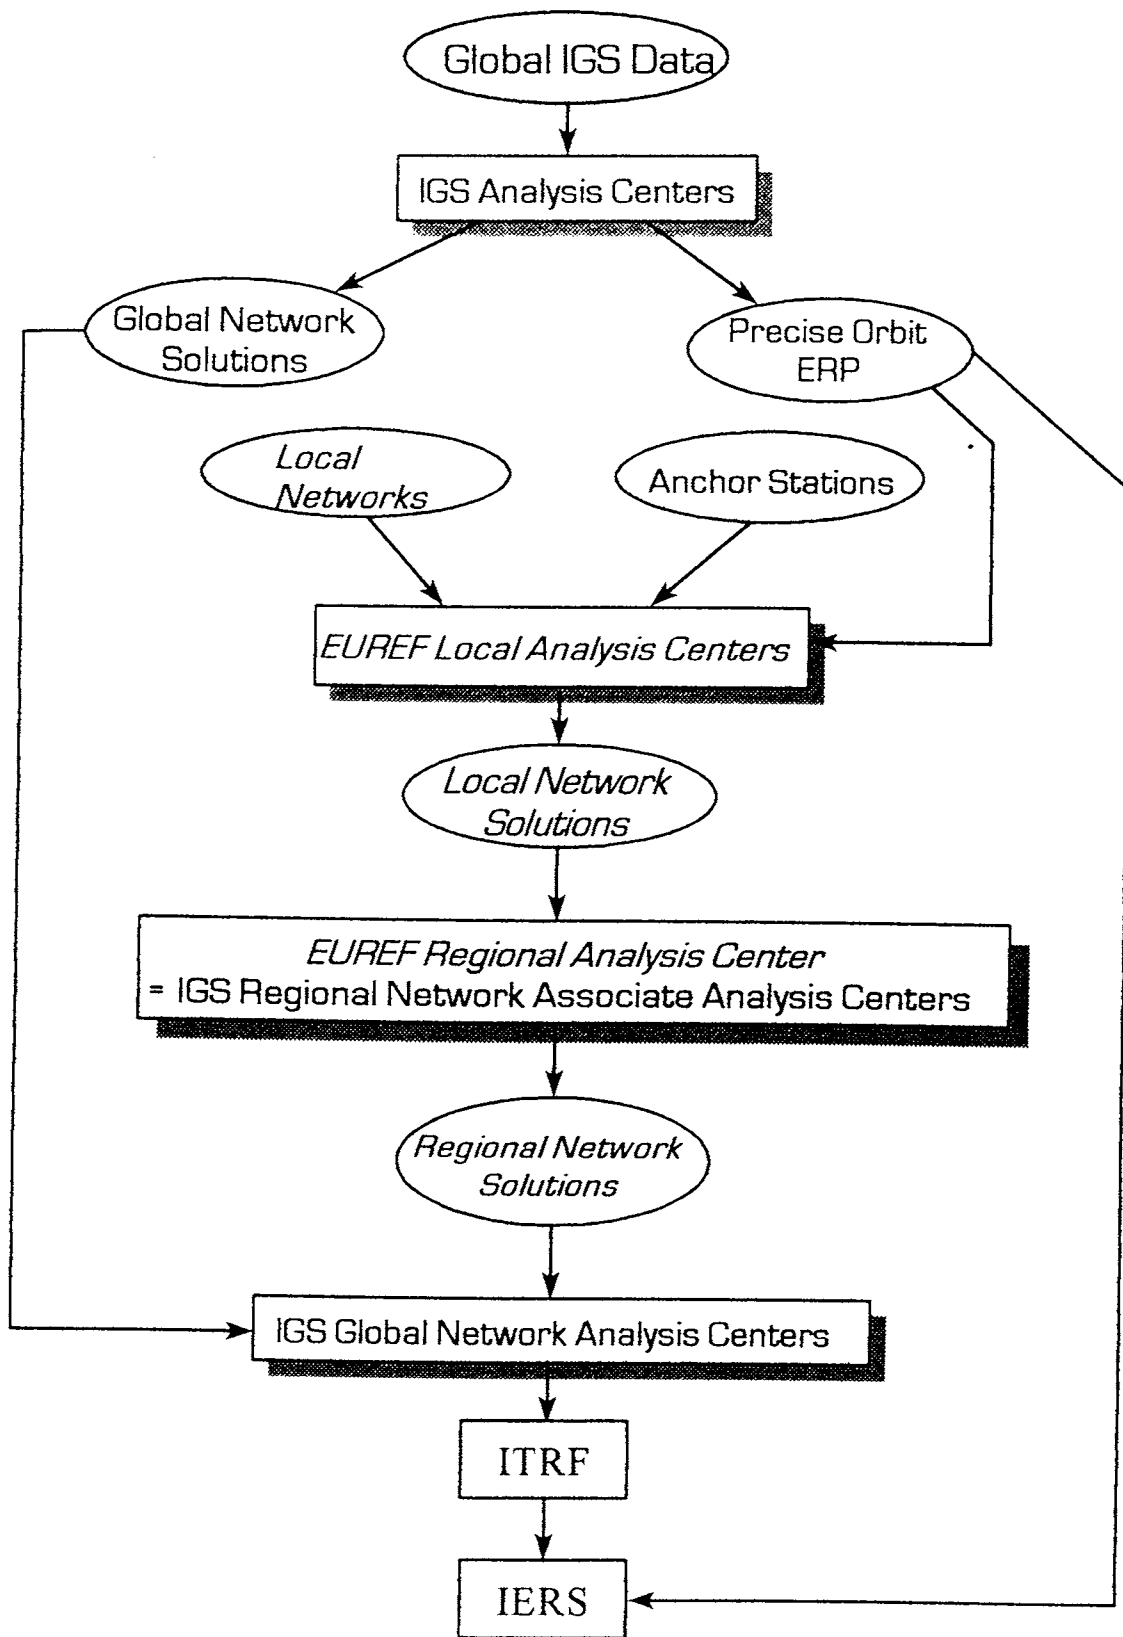 Global IGS Data
IGS Analysis Centers
Global Network
Solutions
Precise Orbit
ERP
Local
Networks
Anchor Stations
EUREF Local Analysis Centers
Local Network
Solutions
EUREF Regional Analysis Center
= IGS Regional Network Associate Analysis Centers
Regional Network
Solutions
IGS Global Network Analysis Centers
ITRF
IERS